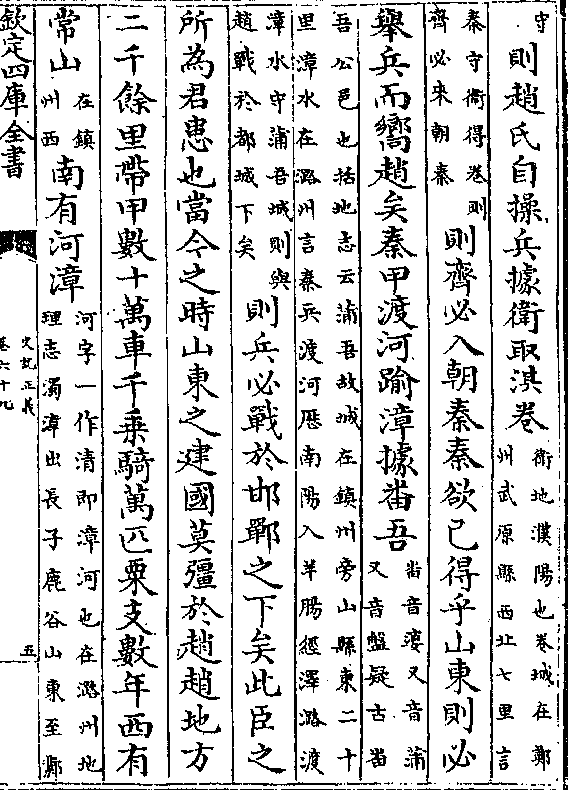 守
則趙氏自操兵據衛取淇卷
衛地濮陽也卷城在鄭
州武原縣西北七里言
秦守衛得卷則
齊必来朝秦
則齊必入朝秦秦欲已得乎山東則必
舉兵而嚮趙矣秦甲渡河踰漳據番吾
畨音婆又音蒲
又音盤疑古畨
吾公邑也括地志云蒲吾故城在鎮州旁山縣東二十
里漳水在潞州言秦兵渡河厯南陽入羊腸經澤潞渡
漳水守蒲吾城則與
趙戰於都城下矣
則兵必戰於邯鄲之下矣此臣之
所為君患也當今之時山東之建國莫彊於趙趙地方
二千餘里帶甲數十萬車千乗騎萬匹粟支數年西有
常山
在鎮
州西
南有河漳
河字一作清即漳河也在潞州地
理志濁漳出長子鹿谷山東至鄴
欽定四庫全書
史記正義
卷六十九
五